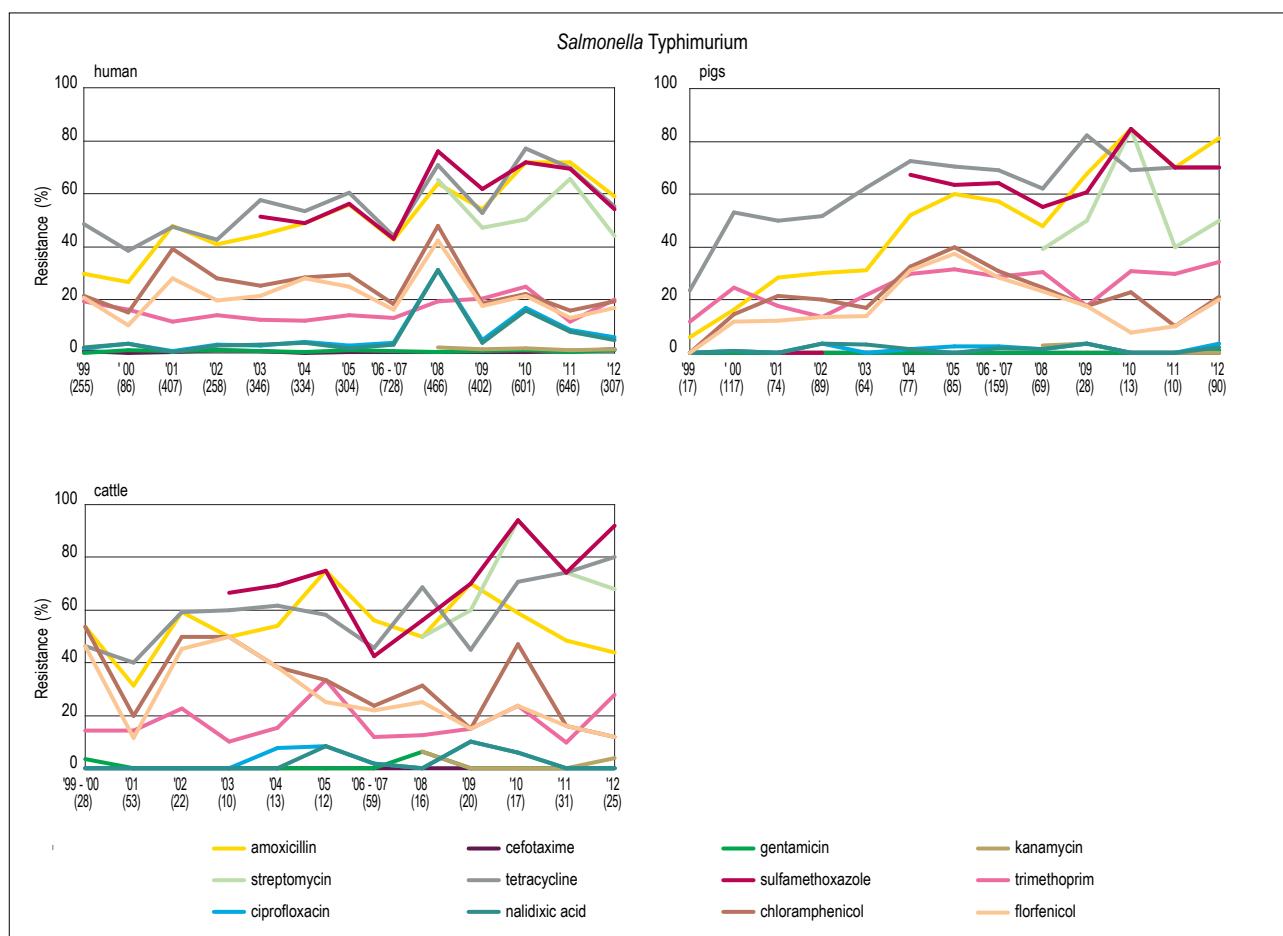 Salmonella Typhimurium
human
100
80
60
40
20
0
Resistance (%)
'99 '00 '01 '02 '03 '04 '05 '06 - '07 '08 '09 '10 '11 '12
(255) (86) (407) (258) (346) (334) (304) (728) (466) (402) (601) (646) (307)
pigs
100
80
60
40
20
0
'99 '00 '01 '02 '03 '04 '05 '06 - '07 '08 '09 '10 '11 '12
(17) (117) (74) (89) (64) (77) (85) (159) (69) (28) (13) (10) (90)
cattle
100
80
60
40
20
0
Resistance (%)
'99 - '00 '01 '02 '03 '04 '05 '06 - '07 '08 '09 '10 '11 '12
(28) (53) (22) (10) (13) (12) (59) (16) (20) (17) (31) (25)
amoxicillin cefotaxime gentamicin kanamycin
streptomycin tetracycline sulfamethoxazole trimethoprim
ciprofloxacin nalidixic acid chloramphenicol florfenicol